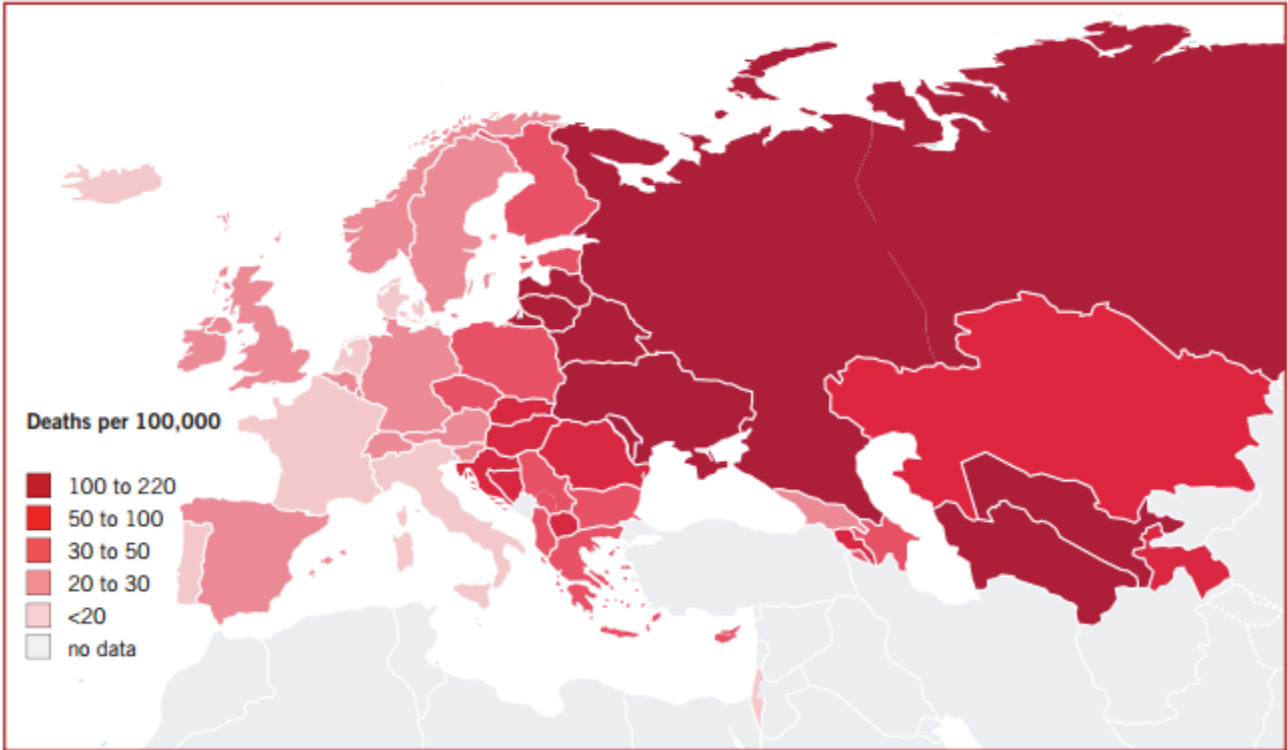 Deaths per 100,000
100 to 220
50 to 100
30 to 50
20 to 30
<20
no data